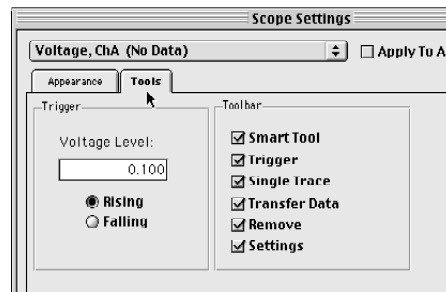 Scope Settings
Voltage, ChA (No Data)
Apply To A
Appearance
Tools
Trigger
Voltage Level:
0.100
Rising
Falling
Toolbar
Smart Tool
Trigger
Single Trace
Transfer Data
Remove
Settings